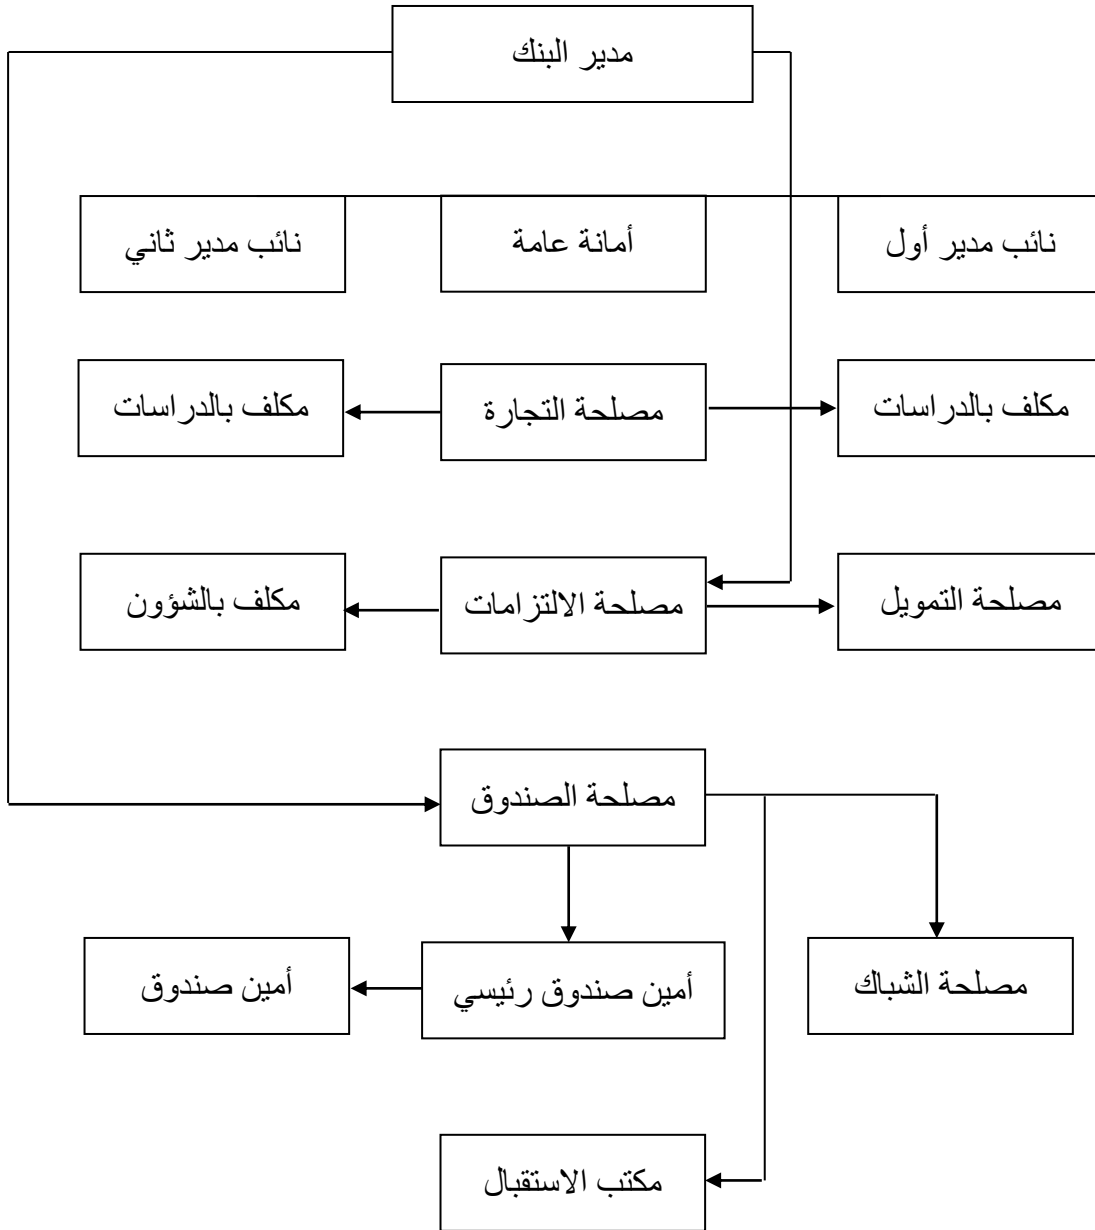 مدير البنك
نائب مدير أول
أمانة عامة
نائب مدير ثاني
مكلف بالدراسات
مصلحة التجارة
مكلف بالدراسات
مصلحة التمويل
مصلحة الالتزامات
مكلف بالشؤون
مصلحة الصندوق
مصلحة الشباك
أمين صندوق رئيسي
أمين صندوق
مكتب الاستقبال